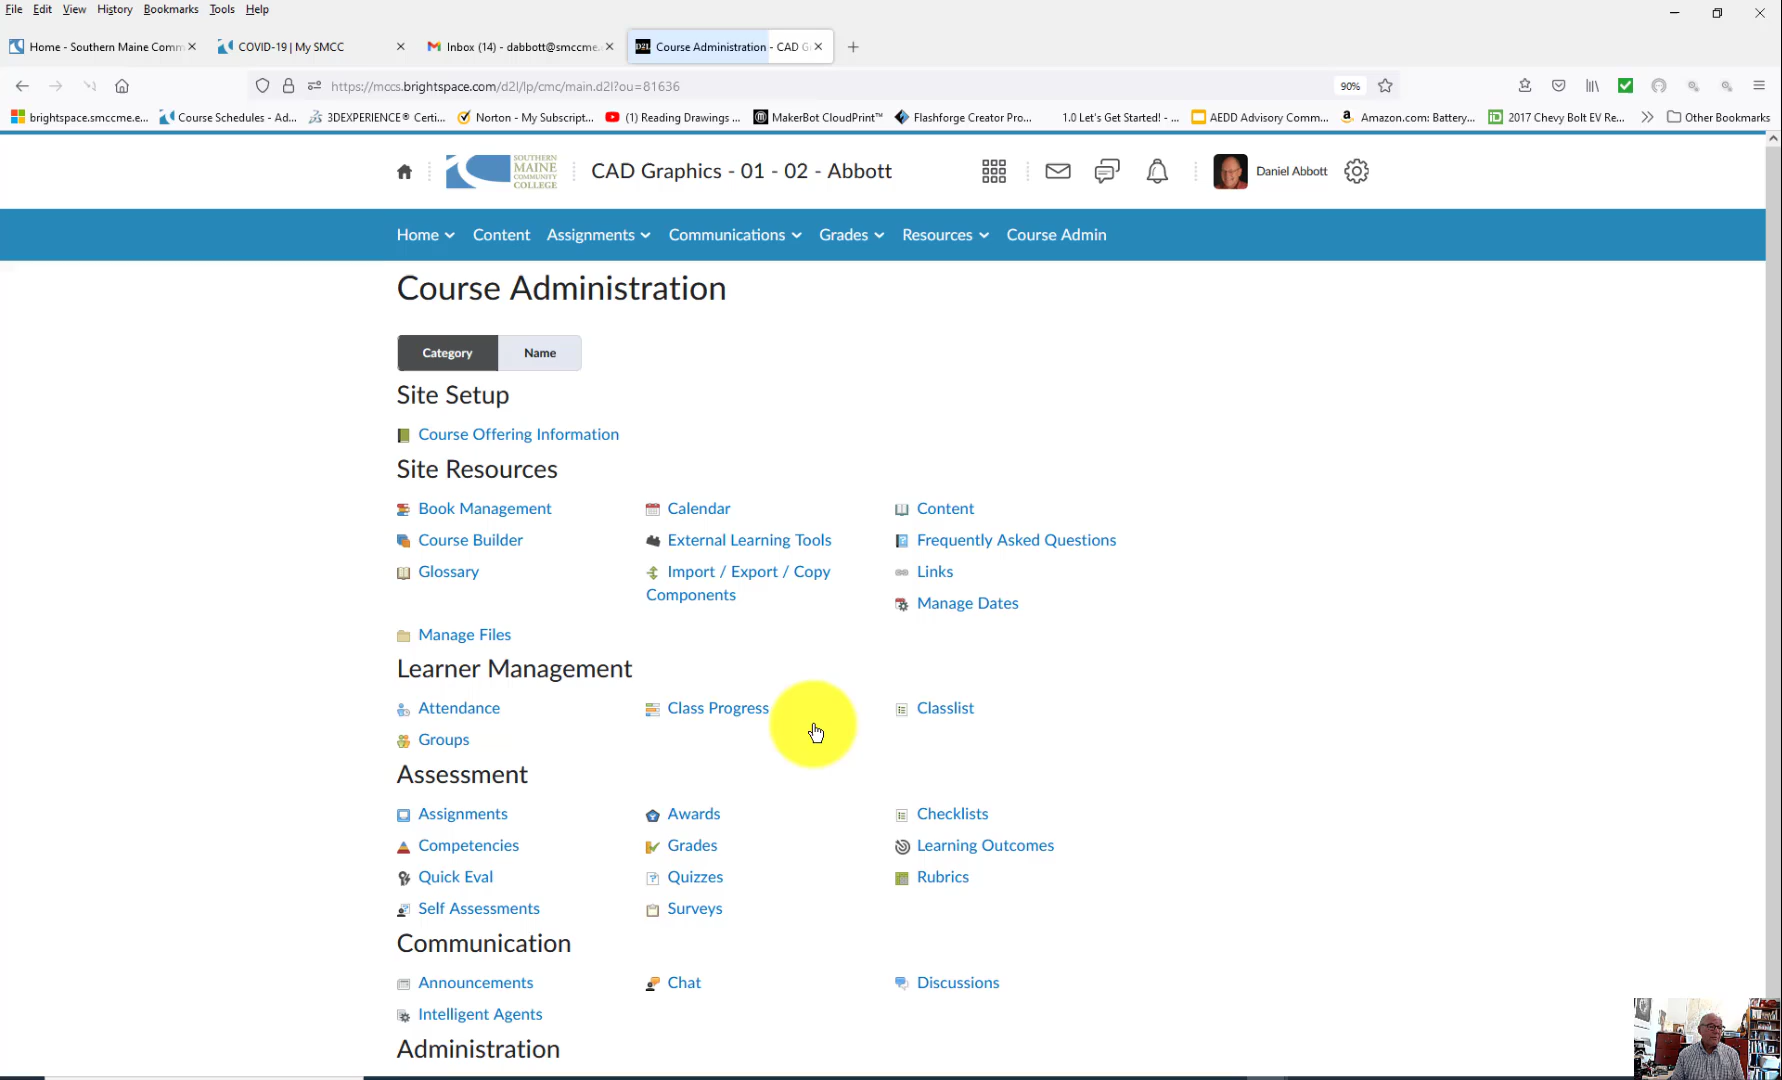 File Edit View History Bookmarks Tools Help
Home - Southern Maine Comm
COVID-19 | My SMCC
Inbox (14) - dabbott@smccme.
D2L Course Administration - CAD G
https://mccs.brightspace.com/d2l/lp/cmc/main.d2l?ou=81636
90%
brightspace.smccme.e...
Course Schedules - Ad...
3DEXPERIENCE® Certi...
Norton - My Subscript...
(1) Reading Drawings ...
MakerBot CloudPrint™
Flashforge Creator Pro...
1.0 Let's Get Started! - ...
AEDD Advisory Comm...
Amazon.com: Battery...
2017 Chevy Bolt EV Re...
Other Bookmarks
SOUTHERN
MAINE
COMMUNITY
COLLEGE
CAD Graphics - 01 - 02 - Abbott
Daniel Abbott
Home Content Assignments Communications Grades Resources Course Admin
Course Administration
Category Name
Site Setup
Course Offering Information
Site Resources
Book Management Calendar Content
Course Builder External Learning Tools Frequently Asked Questions
Glossary Import / Export / Copy Links
Components
Manage Dates
Manage Files
Learner Management
Attendance Class Progress Classlist
Groups
Assessment
Assignments Awards Checklists
Competencies Grades Learning Outcomes
Quick Eval Quizzes Rubrics
Self Assessments Surveys
Communication
Announcements Chat Discussions
Intelligent Agents
Administration